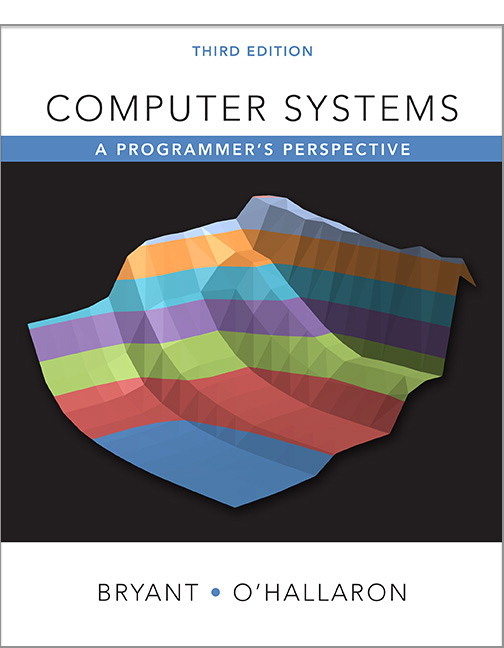 THIRD EDITION
COMPUTER SYSTEMS
A PROGRAMMER'S PERSPECTIVE
BRYANT • O'HALLARON